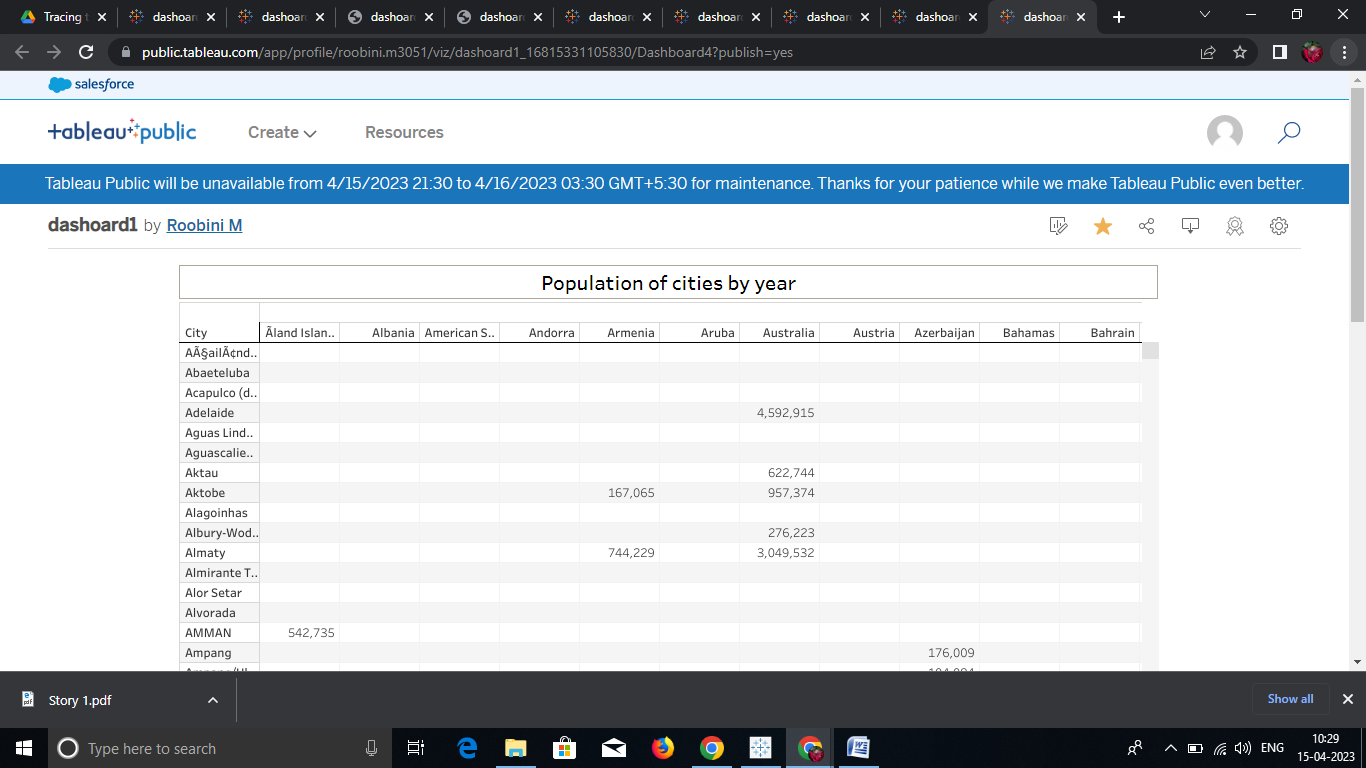 Tracing t
dashoar
dashoar
dashoar
dashoar
dashoar
dashoar
dashoar
dashoar
dashoar
public.tableau.com/app/profile/roobini.m3051/viz/dashoard1_16815331105830/Dashboard4?publish=yes
salesforce
+ableau public Create Resources
Tableau Public will be unavailable from 4/15/2023 21:30 to 4/16/2023 03:30 GMT+5:30 for maintenance. Thanks for your patience while we make Tableau Public even better.
dashoard1 by Roobini M
Population of cities by year
City Ãland Islan.. Albania American S.. Andorra Armenia Aruba Australia Austria Azerbaijan Bahamas Bahrain
AÃ§ailÃ¢nd..
Abaeteluba
Acapulco (d..
Adelaide 4,592,915
Aguas Lind..
Aguascalie..
Aktau 622,744
Aktobe 167,065 957,374
Alagoinhas
Albury-Wod.. 276,223
Almaty 744,229 3,049,532
Almirante T..
Alor Setar
Alvorada
AMMAN 542,735
Ampang 176,009
Story 1.pdf Show all
Type here to search ENG 10:29
15-04-2023